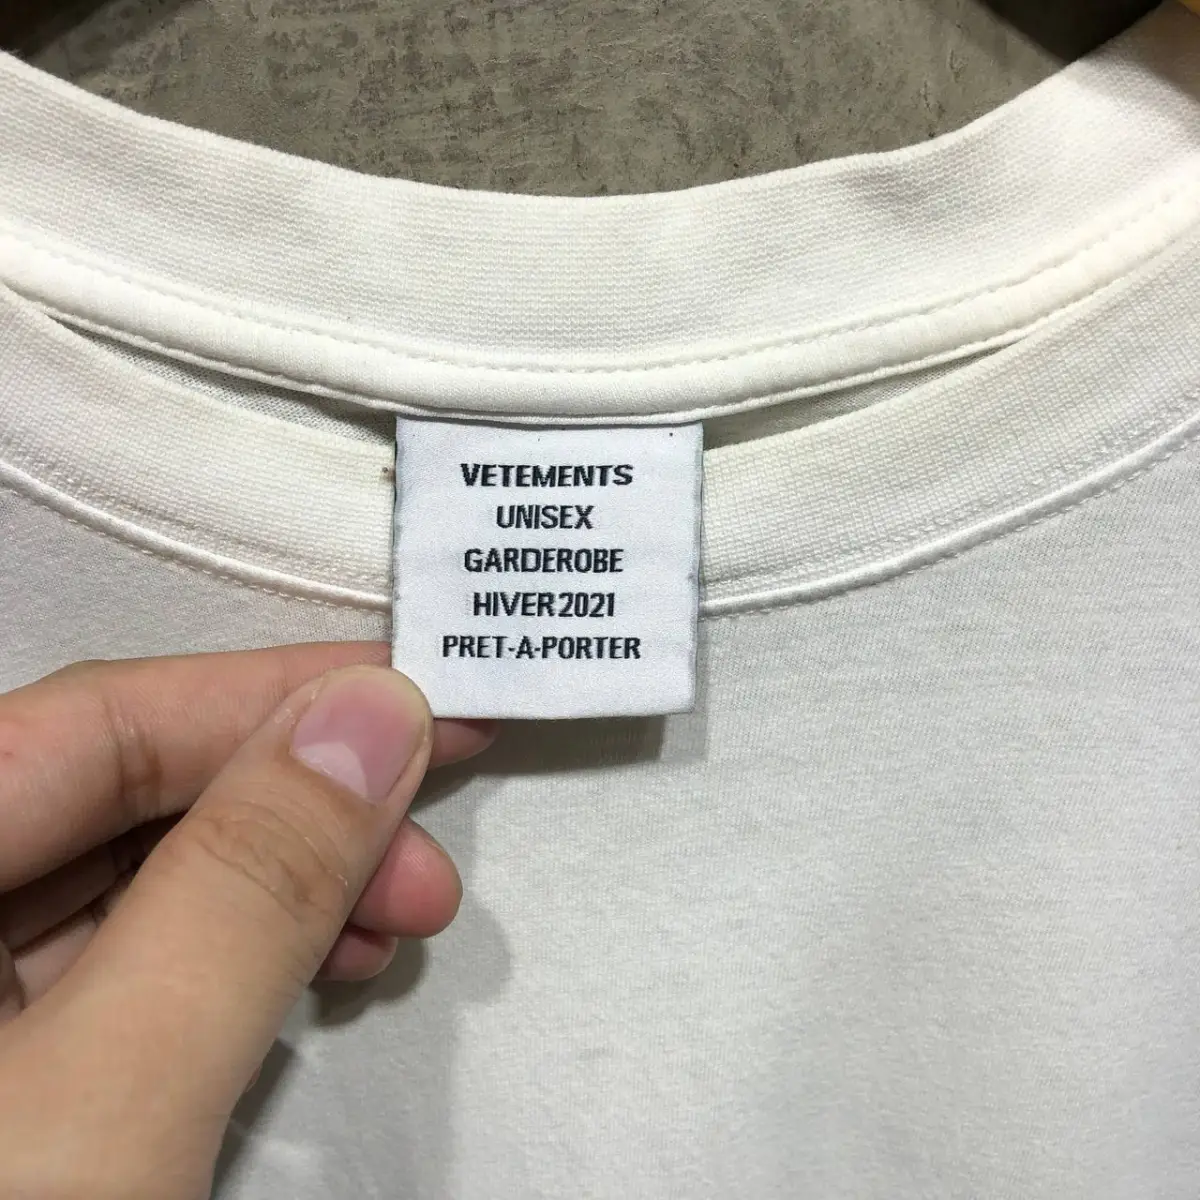 VETEMENTS
UNISEX
GARDEROBE
HIVER 2021
PRET-A-PORTER